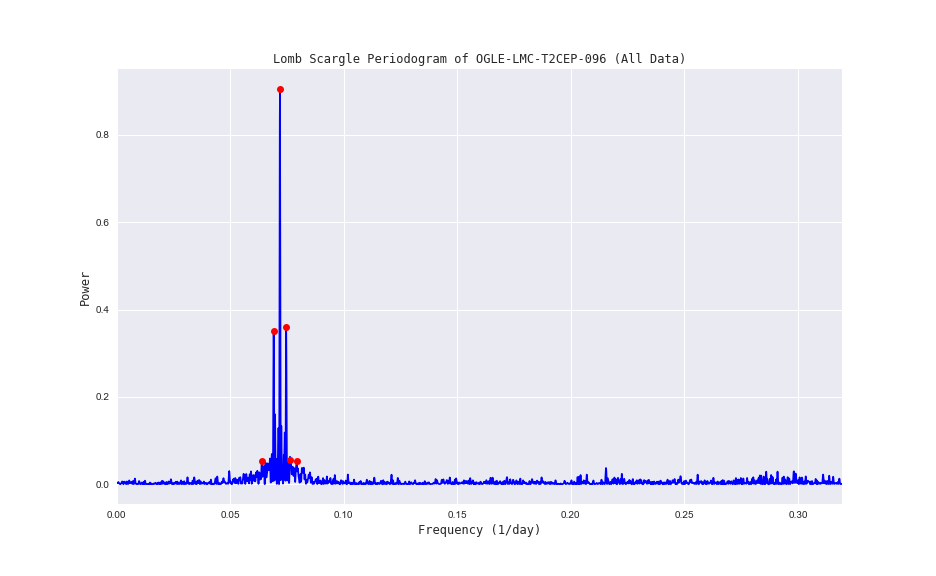 Lomb Scargle Periodogram of OGLE-LMC-T2CEP-096 (All Data)
Power
0.8
0.6
0.4
0.2
0.0
0.00 0.05 0.10 0.15 0.20 0.25 0.30
Frequency (1/day)